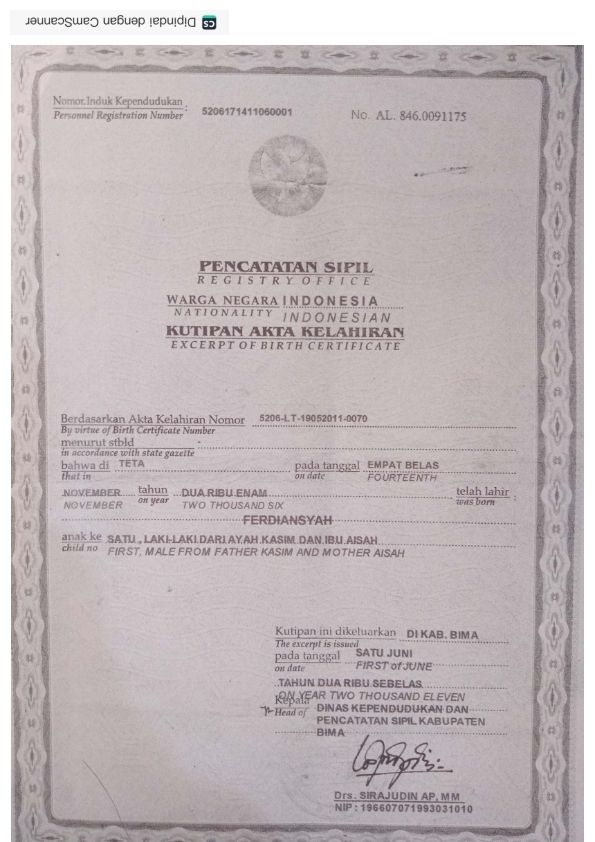 Dipindai dengan CamScanner
CS
Nomor.Induk Kependudukan : 5206171411060001
Personnel Registration Number
No. AL. 846.0091175
PENCATATAN SIPIL
REGISTRY OFFICE
WARGA NEGARA INDONESIA
NATIONALITY INDONESIAN
KUTIPAN AKTA KELAHIRAN
EXCERPT OF BIRTH CERTIFICATE
Berdasarkan Akta Kelahiran Nomor 5206-LT-19052011-0070
By virtue of Birth Certificate Number
menurut stbld -
in accordance with state gazette
bahwa di TETA pada tanggal EMPAT BELAS
that in on date FOURTEENTH
NOVEMBER tahun DUA RIBU ENAM telah lahir :
NOVEMBER on year TWO THOUSAND SIX was born
FERDIANSYAH
anak ke SATU , LAKI-LAKI DARI AYAH KASIM DAN IBU AISAH
child no FIRST, MALE FROM FATHER KASIM AND MOTHER AISAH
Kutipan ini dikeluarkan DI KAB. BIMA
The excerpt is issued
pada tanggal SATU JUNI
on date FIRST of JUNE
TAHUN DUA RIBU SEBELAS
ON YEAR TWO THOUSAND ELEVEN
Kepala DINAS KEPENDUDUKAN DAN
Head of PENCATATAN SIPIL KABUPATEN
BIMA
Drs. SIRAJUDIN AP, MM
NIP : 196607071993031010